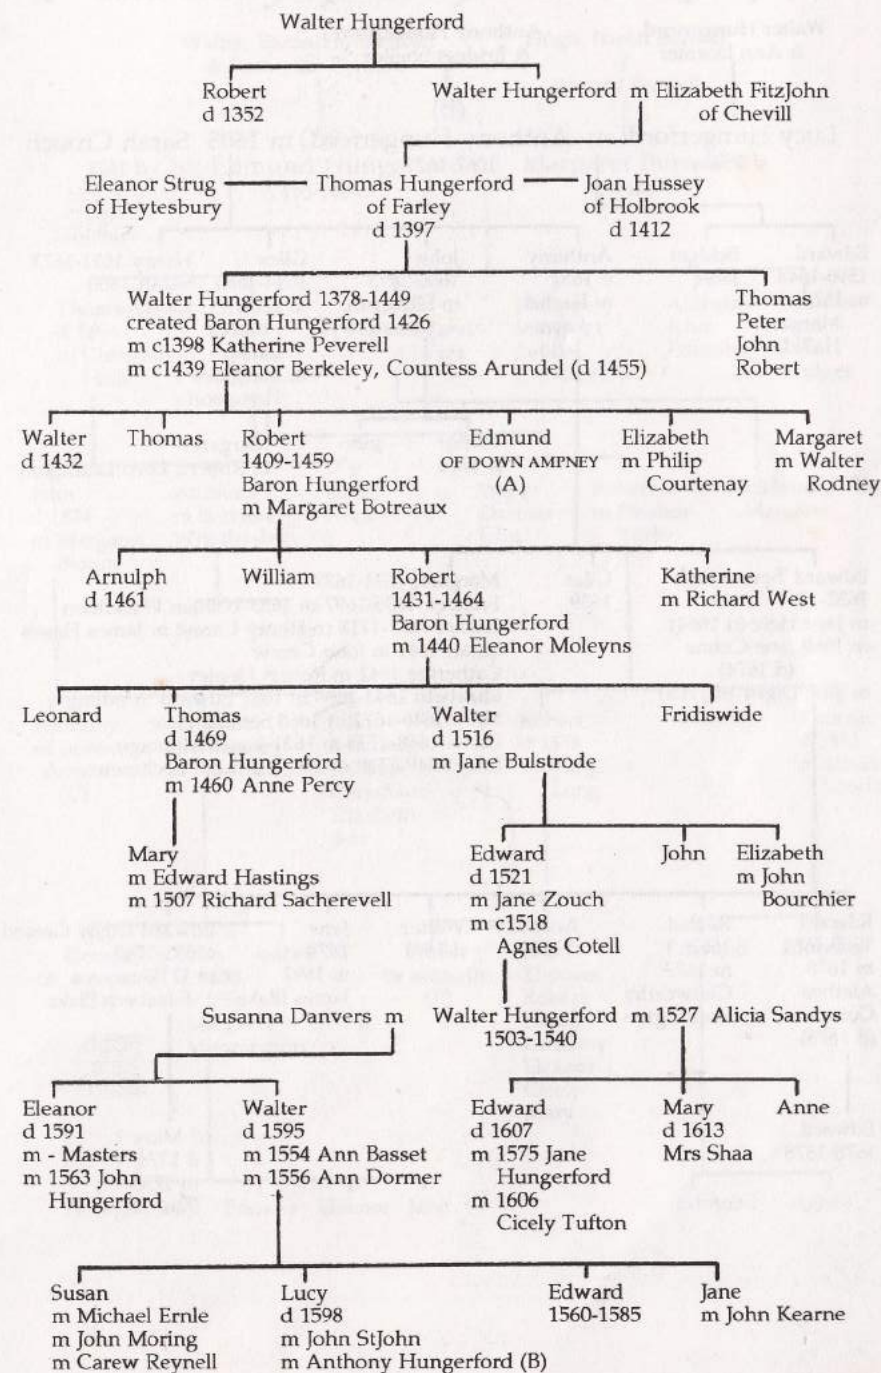 Walter Hungerford
Robert
d 1352
Walter Hungerford m Elizabeth FitzJohn
of Chevill
Eleanor Strug
of Heytesbury
Thomas Hungerford
of Farley
d 1397
Joan Hussey
of Holbrook
d 1412
Walter Hungerford 1378-1449
created Baron Hungerford 1426
m c1398 Katherine Peverell
m c1439 Eleanor Berkeley, Countess Arundel (d 1455)
Thomas
Peter
John
Robert
Walter
d 1432
Thomas
Robert
1409-1459
Baron Hungerford
m Margaret Botreaux
Edmund
OF DOWN AMPNEY
(A)
Elizabeth
m Philip
Courtenay
Margaret
m Walter
Rodney
Arnulph
d 1461
William
Robert
1431-1464
Baron Hungerford
m 1440 Eleanor Moleyns
Katherine
m Richard West
Leonard
Thomas
d 1469
Baron Hungerford
m 1460 Anne Percy
Walter
d 1516
m Jane Bulstrode
Fridiswide
Mary
m Edward Hastings
m 1507 Richard Sacherevell
Edward
d 1521
m Jane Zouch
m c1518
Agnes Cotell
John
Elizabeth
m John
Bourchier
Susanna Danvers m
Walter Hungerford m 1527 Alicia Sandys
1503-1540
Eleanor
d 1591
m - Masters
m 1563 John
Hungerford
Walter
d 1595
m 1554 Ann Basset
m 1556 Ann Dormer
Edward
d 1607
m 1575 Jane
Hungerford
m 1606
Cicely Tufton
Mary
d 1613
Mrs Shaa
Anne
Susan
m Michael Ernle
m John Moring
m Carew Reynell
Lucy
d 1598
m John StJohn
m Anthony Hungerford (B)
Edward
1560-1585
Jane
m John Kearne